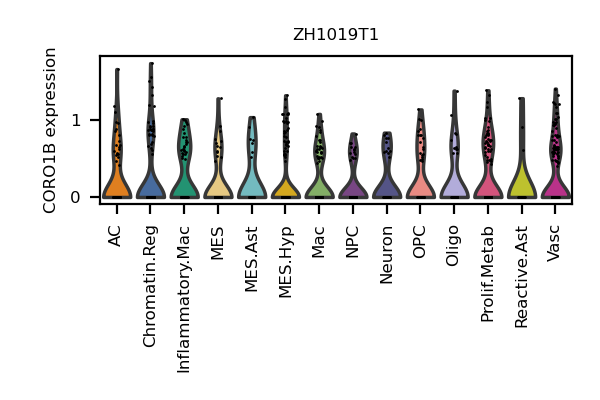 ZH1019T1
CORO1B expression
1
0
AC
Chromatin.Reg
Inflammatory.Mac
MES
MES.Ast
MES.Hyp
Mac
NPC
Neuron
OPC
Oligo
Prolif.Metab
Reactive.Ast
Vasc